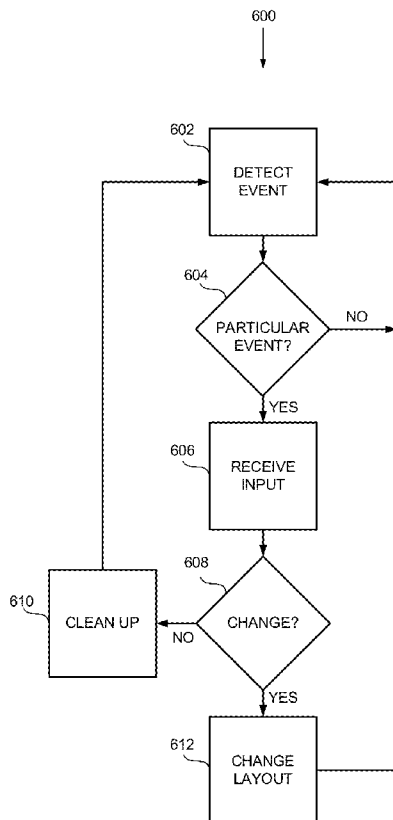 600
602
DETECT
EVENT
604
PARTICULAR
EVENT?
NO
YES
606
RECEIVE
INPUT
608
CHANGE?
NO
610
CLEAN UP
YES
612
CHANGE
LAYOUT